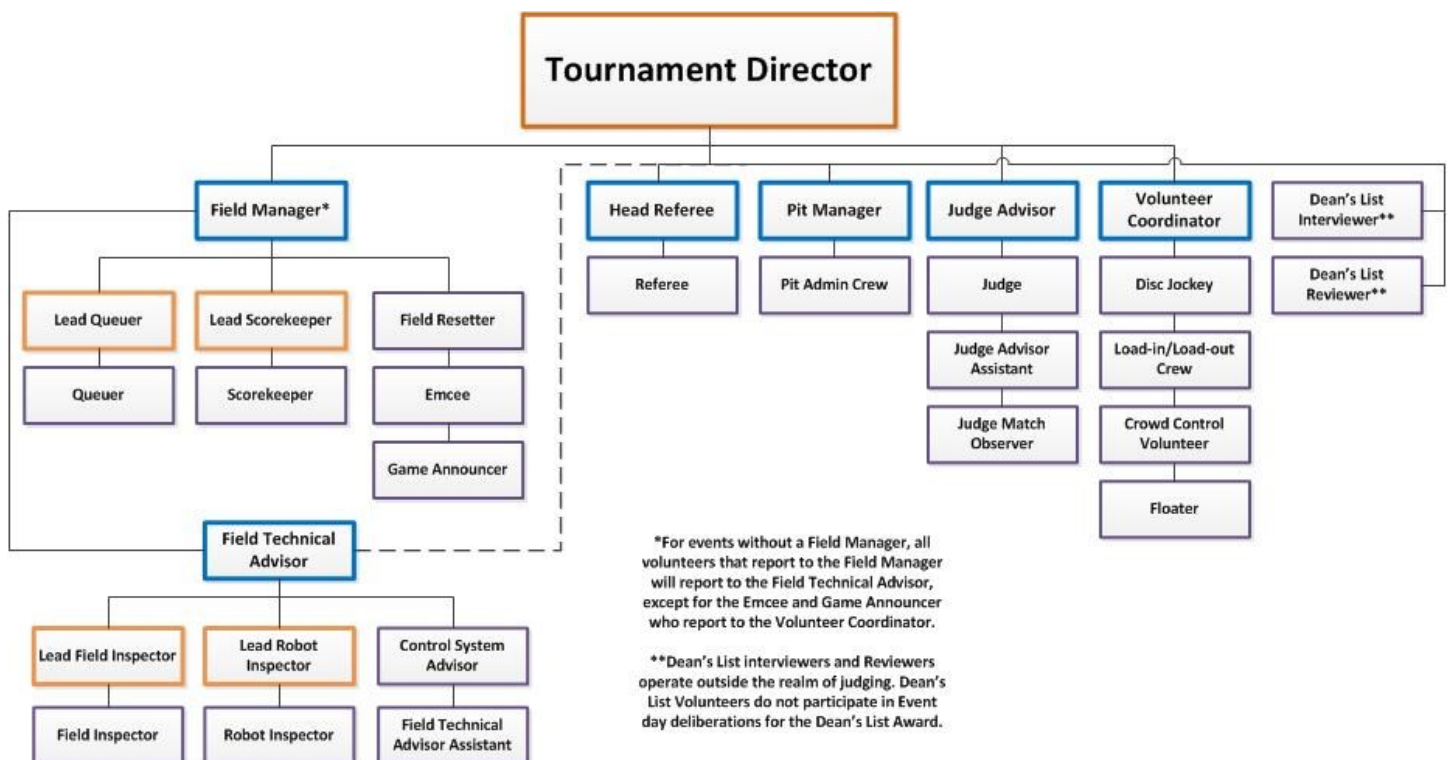 Tournament Director
Field Manager*
Head Referee
Pit Manager
Judge Advisor
Volunteer
Coordinator
Dean's List
Interviewer**
Referee
Pit Admin Crew
Judge
Disc Jockey
Dean's List
Reviewer**
Lead Queuer
Lead Scorekeeper
Field Resetter
Judge Advisor
Assistant
Load-in/Load-out
Crew
Queuer
Scorekeeper
Emcee
Judge Match
Observer
Crowd Control
Volunteer
Game Announcer
Floater
Field Technical
Advisor
Lead Field Inspector
Lead Robot
Inspector
Control System
Advisor
Field Inspector
Robot Inspector
Field Technical
Advisor Assistant
*For events without a Field Manager, all
volunteers that report to the Field Manager
will report to the Field Technical Advisor,
except for the Emcee and Game Announcer
who report to the Volunteer Coordinator.
**Dean's List interviewers and Reviewers
operate outside the realm of judging. Dean's
List Volunteers do not participate in Event
day deliberations for the Dean's List Award.